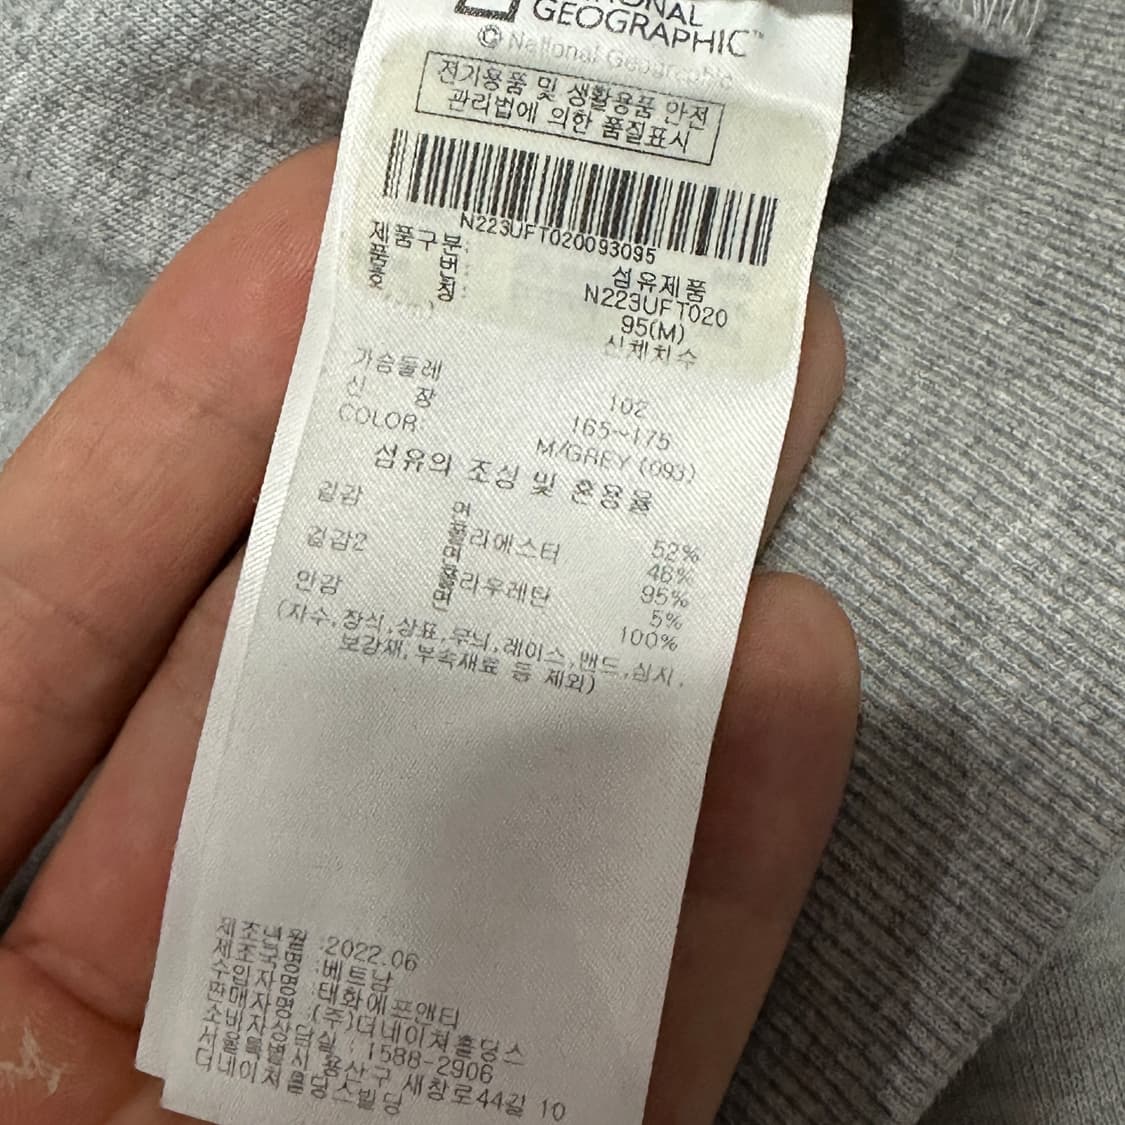 GEOGRAPHIC™
© National Geographic
전기용품 및 생활용품 안전
관리법에 의한 품질표시
N223UFT020093095
제품구분: 섬유제품
품 번: N223UFT020
호 칭: 95(M)
신체치수
가슴둘레 102
신 장 165~175
COLOR: M/GREY (093)
섬유의 조성 및 혼용율
겉감 면 52%
폴리에스터 48%
겉감2 면 95%
폴리우레탄 5%
안감 면 100%
(자수,장식,상표,무늬,레이스,밴드,심지,
보강재,부속재료 등 제외)
제조년월 :2022.06
제조국명 :베트남
수입자명 :태화에프앤티
판매자명 :(주)더네이쳐홀딩스
소비자상담실 : 1588-2906
서울특별시 용산구 새창로44길 10
더네이쳐홀딩스빌딩